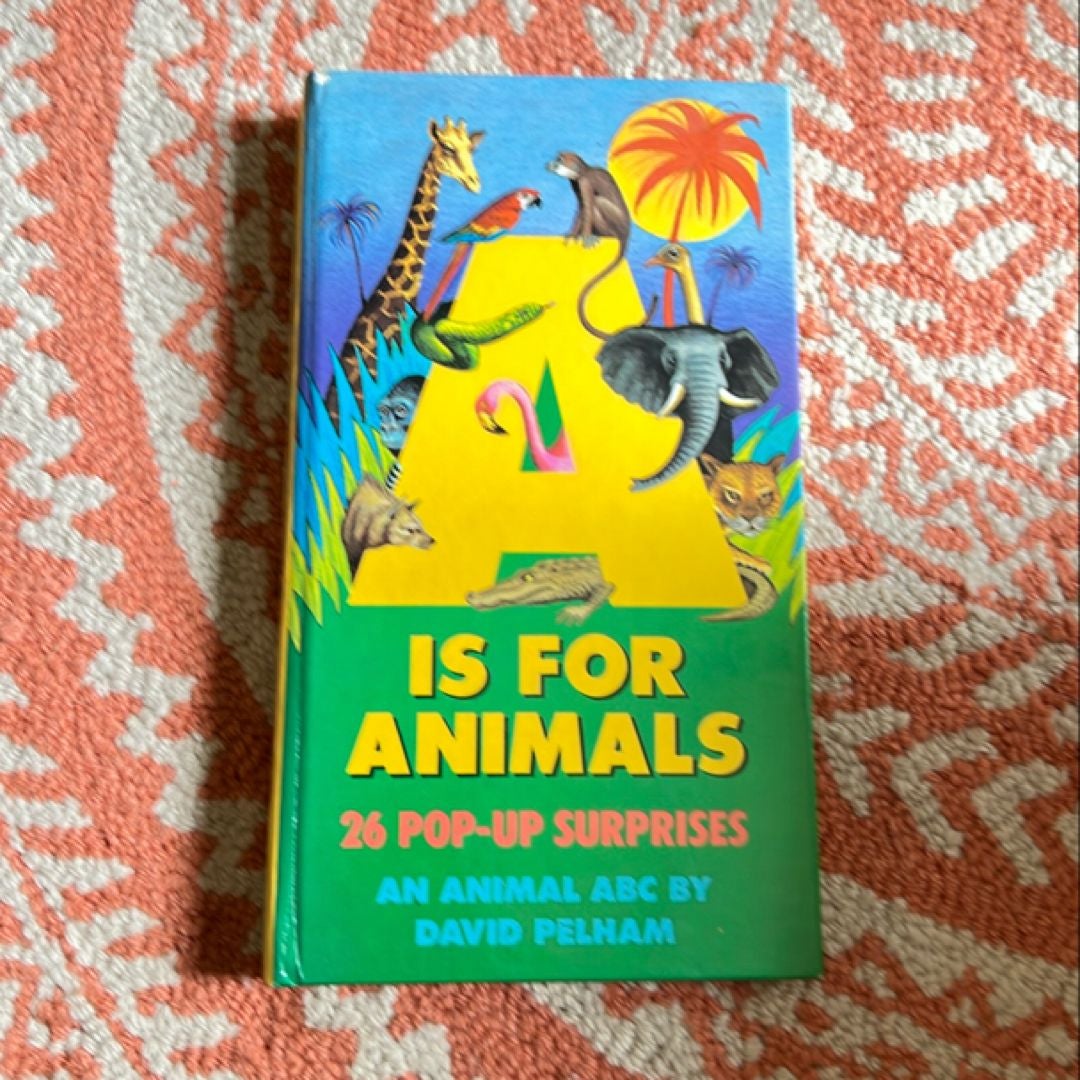 A
IS FOR
ANIMALS
26 POP-UP SURPRISES
AN ANIMAL ABC BY
DAVID PELHAM